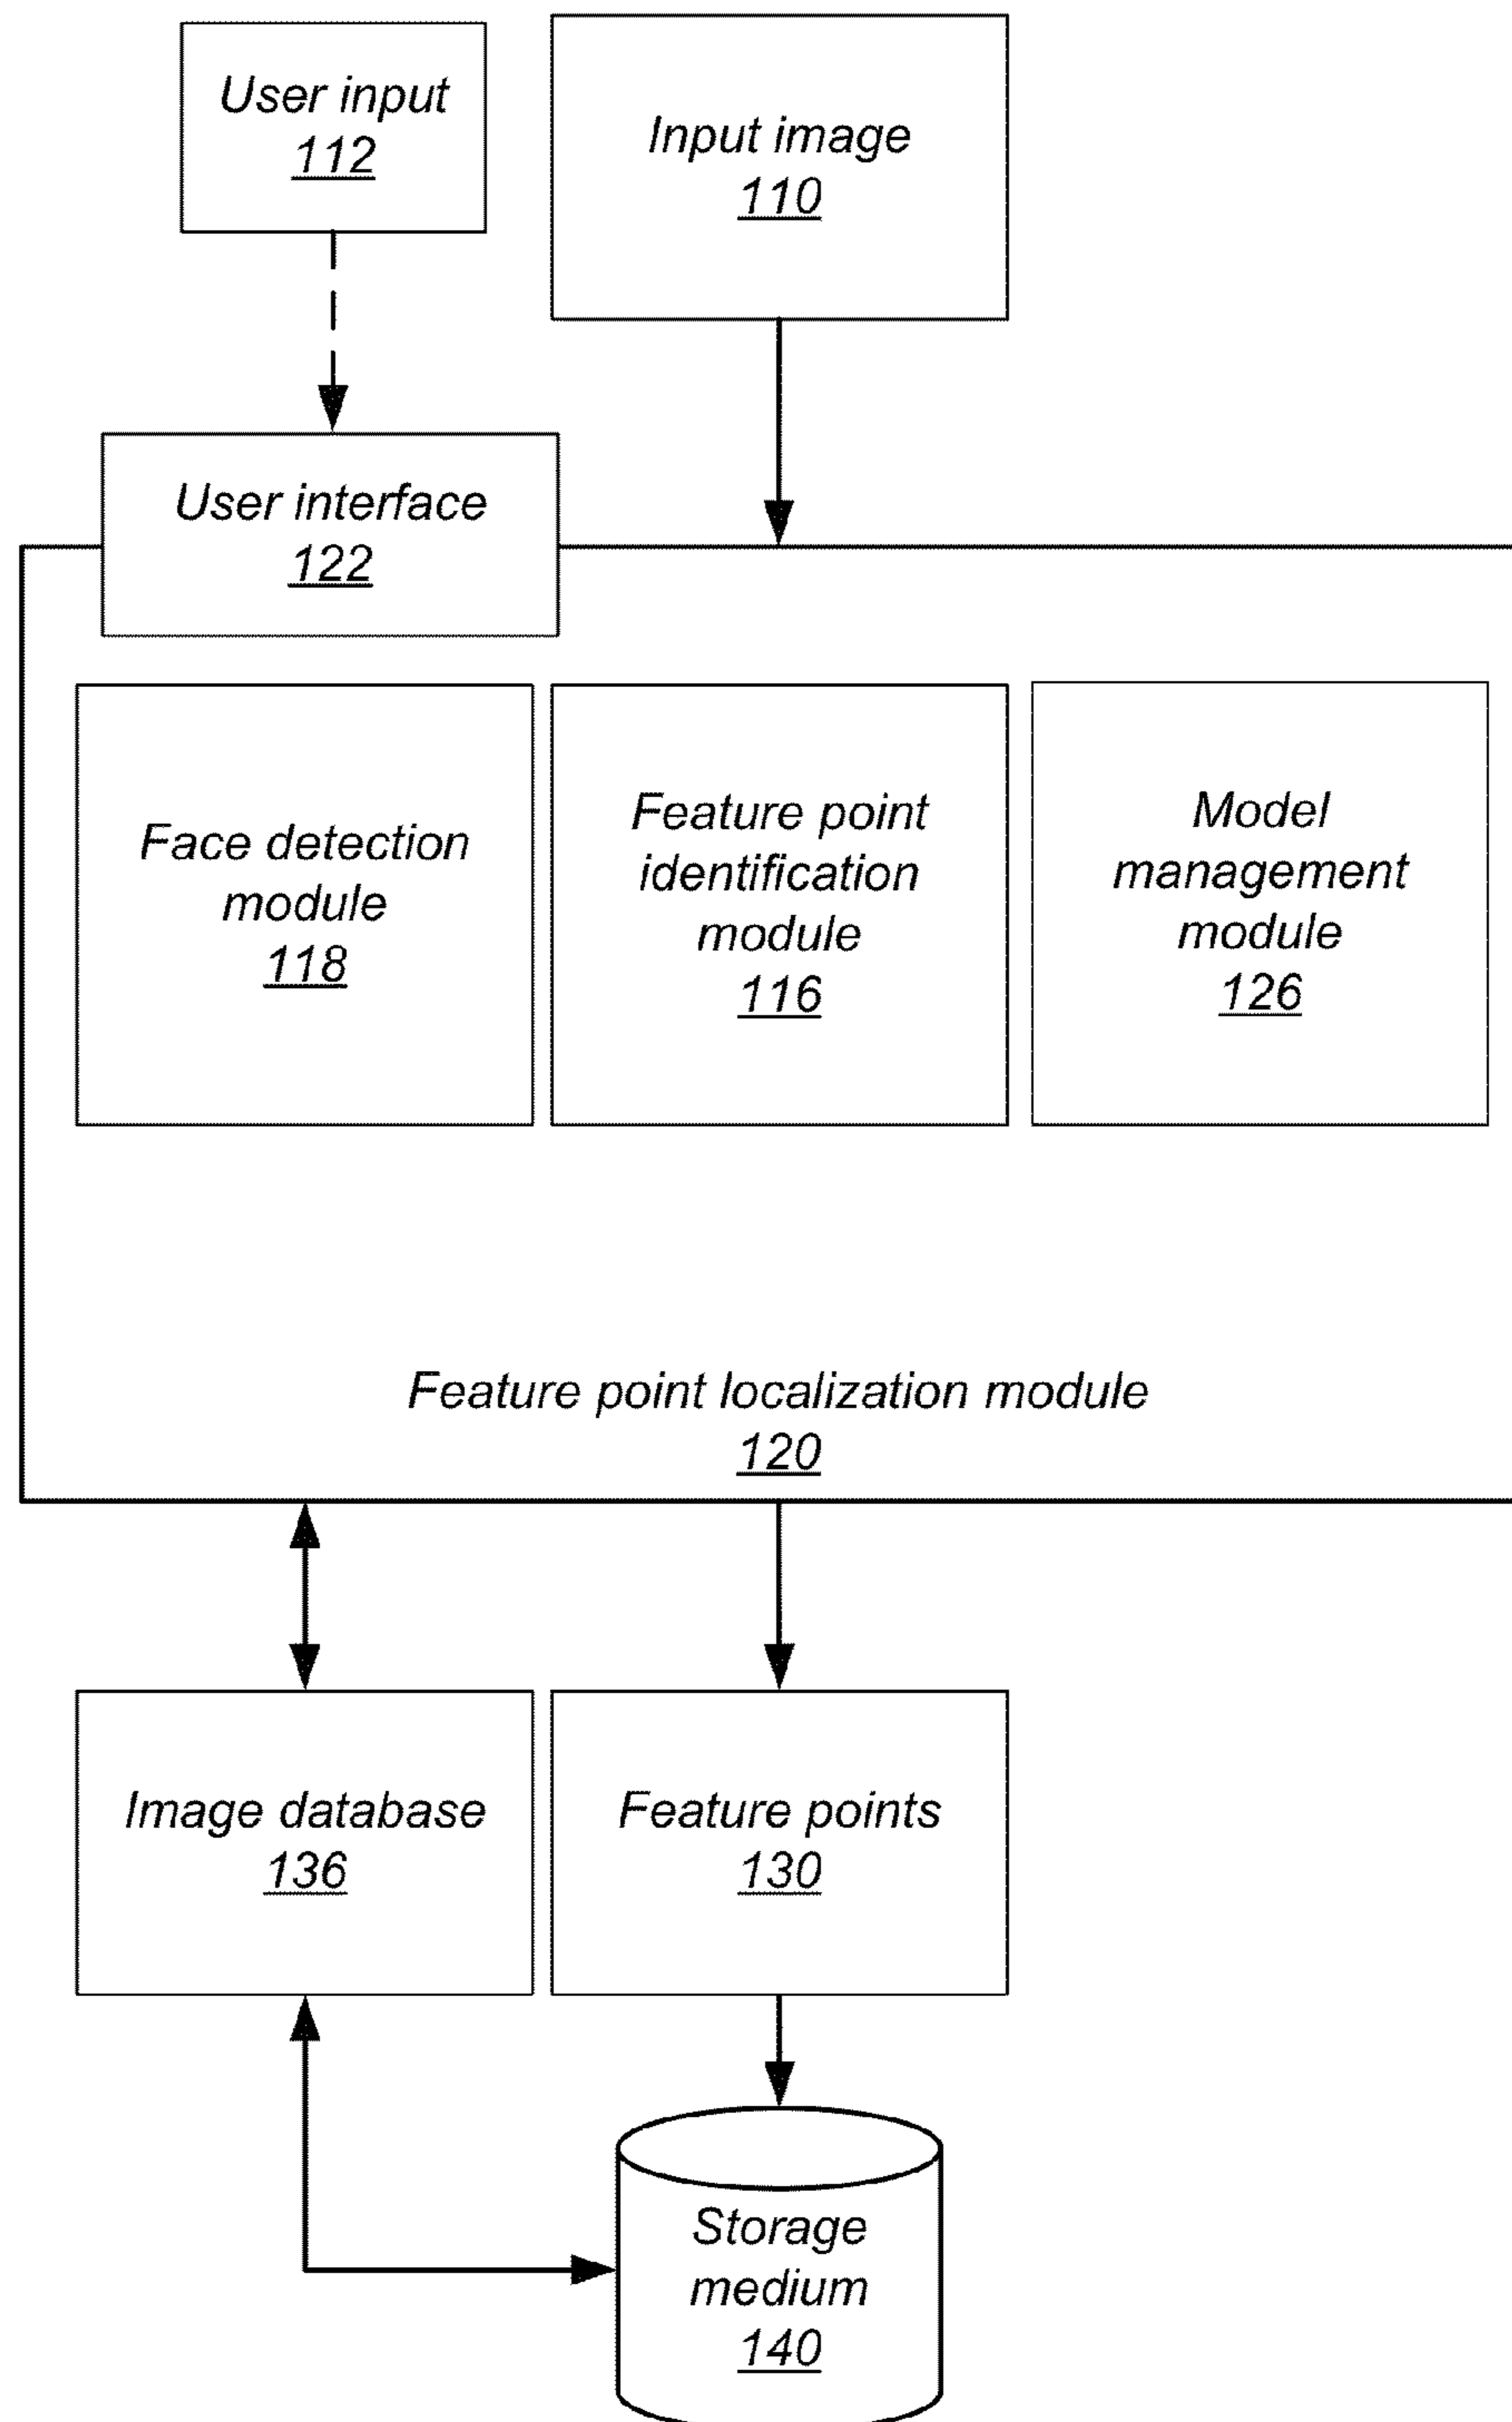 User input
112
Input image
110
User interface
122
Face detection
module
118
Feature point
identification
module
116
Model
management
module
126
Feature point localization module
120
Image database
136
Feature points
130
Storage
medium
140